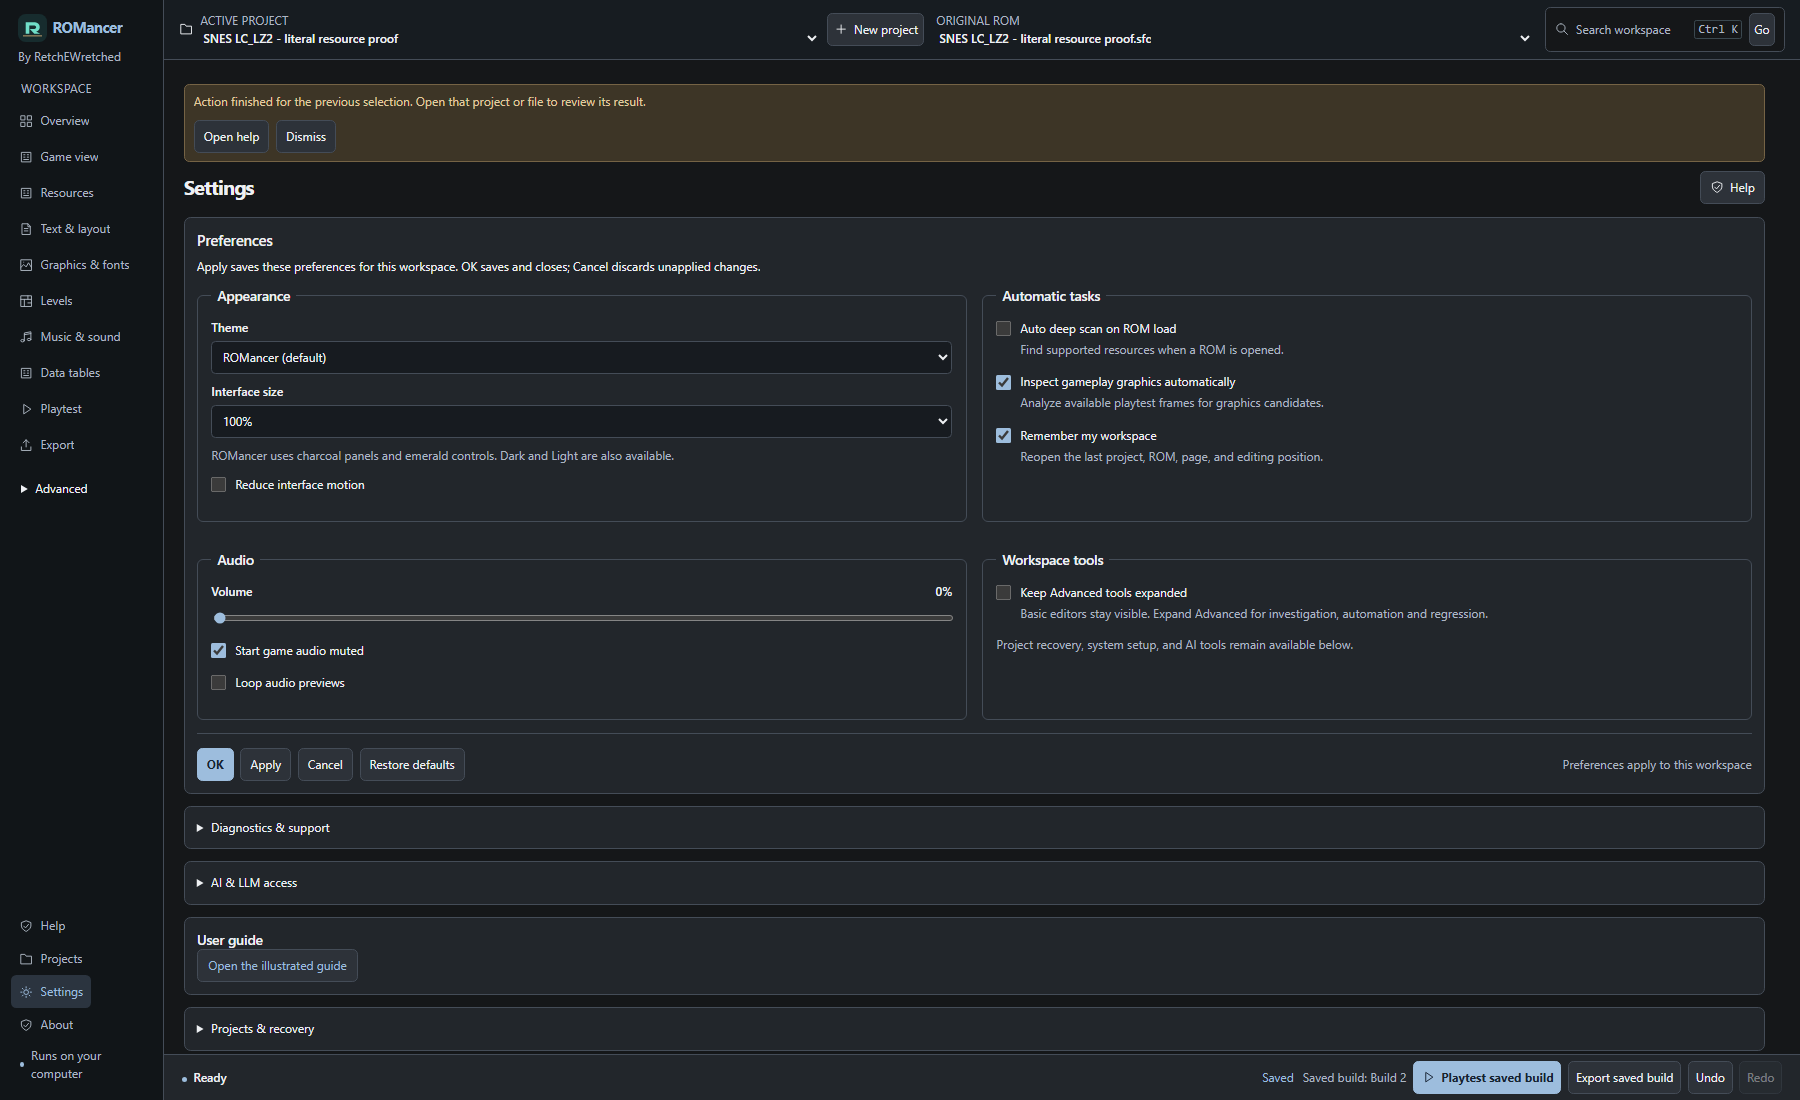 ROMancer
By RetchEWretched
WORKSPACE
Overview
Game view
Resources
Text & layout
Graphics & fonts
Levels
Music & sound
Data tables
Playtest
Export
Advanced
Help
Projects
Settings
About
Runs on your
computer
ACTIVE PROJECT
SNES LC_LZ2 - literal resource proof
New project
ORIGINAL ROM
SNES LC_LZ2 - literal resource proof.sfc
Search workspace
Ctrl K
Go
Action finished for the previous selection. Open that project or file to review its result.
Open help
Dismiss
Settings
Help
Preferences
Apply saves these preferences for this workspace. OK saves and closes; Cancel discards unapplied changes.
Appearance
Theme
ROMancer (default)
Interface size
100%
ROMancer uses charcoal panels and emerald controls. Dark and Light are also available.
Reduce interface motion
Automatic tasks
Auto deep scan on ROM load
Find supported resources when a ROM is opened.
Inspect gameplay graphics automatically
Analyze available playtest frames for graphics candidates.
Remember my workspace
Reopen the last project, ROM, page, and editing position.
Audio
Volume
0%
Start game audio muted
Loop audio previews
Workspace tools
Keep Advanced tools expanded
Basic editors stay visible. Expand Advanced for investigation, automation and regression.
Project recovery, system setup, and AI tools remain available below.
OK
Apply
Cancel
Restore defaults
Preferences apply to this workspace
Diagnostics & support
AI & LLM access
User guide
Open the illustrated guide
Projects & recovery
Ready
Saved
Saved build: Build 2
Playtest saved build
Export saved build
Undo
Redo